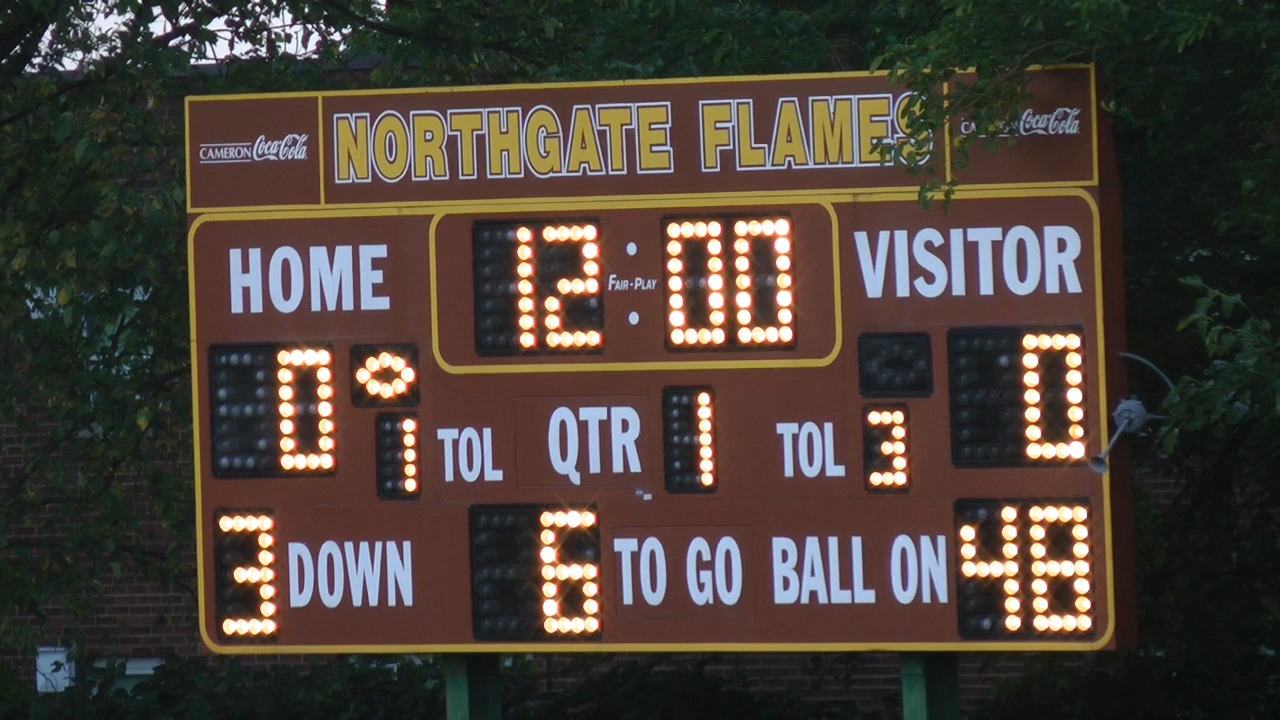 CAMERON Coca-Cola NORTHGATE FLAMES CAMERON Coca-Cola
HOME 12:00 VISITOR
FAIR-PLAY
0 1 TOL QTR 1 TOL 3 0
3 DOWN 6 TO GO BALL ON 48